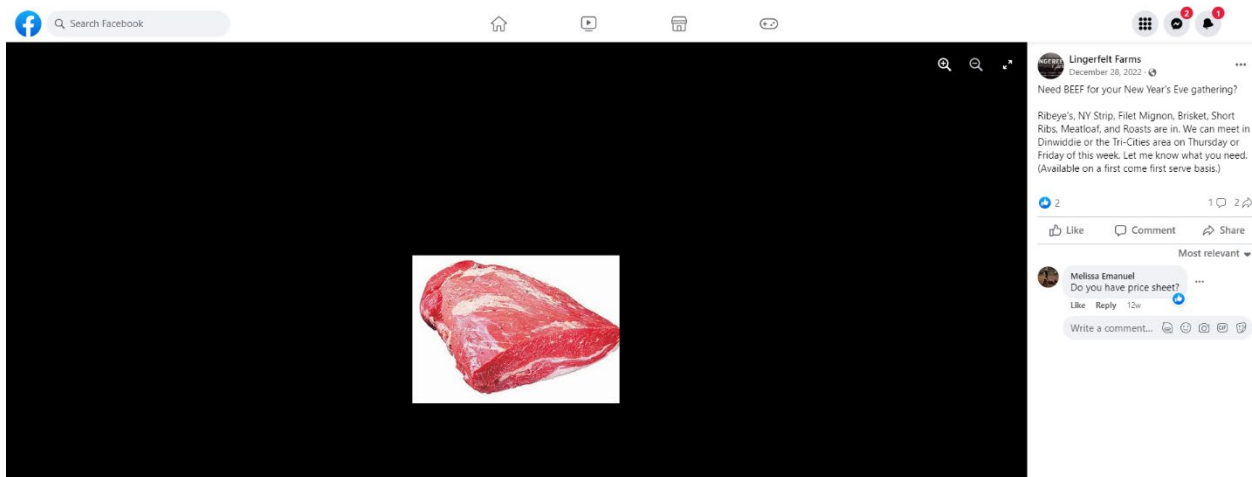 Search Facebook
2
1
Lingerfelt Farms
December 28, 2022 ·
Need BEEF for your New Year's Eve gathering?
Ribeye's, NY Strip, Filet Mignon, Brisket, Short
Ribs, Meatloaf, and Roasts are in. We can meet in
Dinwiddie or the Tri-Cities area on Thursday or
Friday of this week. Let me know what you need.
(Available on a first come first serve basis.)
2 1 2
Like Comment Share
Most relevant
Melissa Emanuel
Do you have price sheet?
Like Reply 12w
Write a comment...
GIF